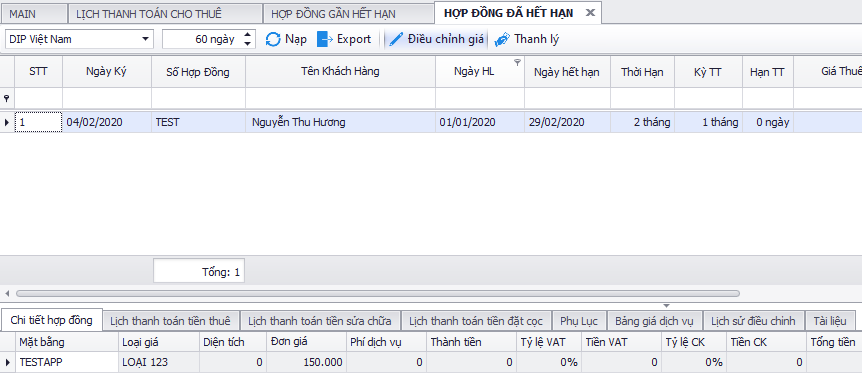 MAIN LỊCH THANH TOÁN CHO THUÊ HỢP ĐỒNG GẦN HẾT HẠN HỢP ĐỒNG ĐÃ HẾT HẠN
DIP Việt Nam 60 ngày Nạp Export Điều chỉnh giá Thanh lý
STT Ngày Ký Số Hợp Đồng Tên Khách Hàng Ngày HL Ngày hết hạn Thời Hạn Kỳ TT Hạn TT Giá Thuê
1 04/02/2020 TEST Nguyễn Thu Hương 01/01/2020 29/02/2020 2 tháng 1 tháng 0 ngày
Tổng: 1
Chi tiết hợp đồng Lịch thanh toán tiền thuê Lịch thanh toán tiền sửa chữa Lịch thanh toán tiền đặt cọc Phụ Lục Bảng giá dịch vụ Lịch sử điều chỉnh Tài liệu
Mặt bằng Loại giá Diện tích Đơn giá Phí dịch vụ Thành tiền Tỷ lệ VAT Tiền VAT Tỷ lệ CK Tiền CK Tổng tiền
TESTAPP LOẠI 123 0 150.000 0 0 0% 0 0% 0